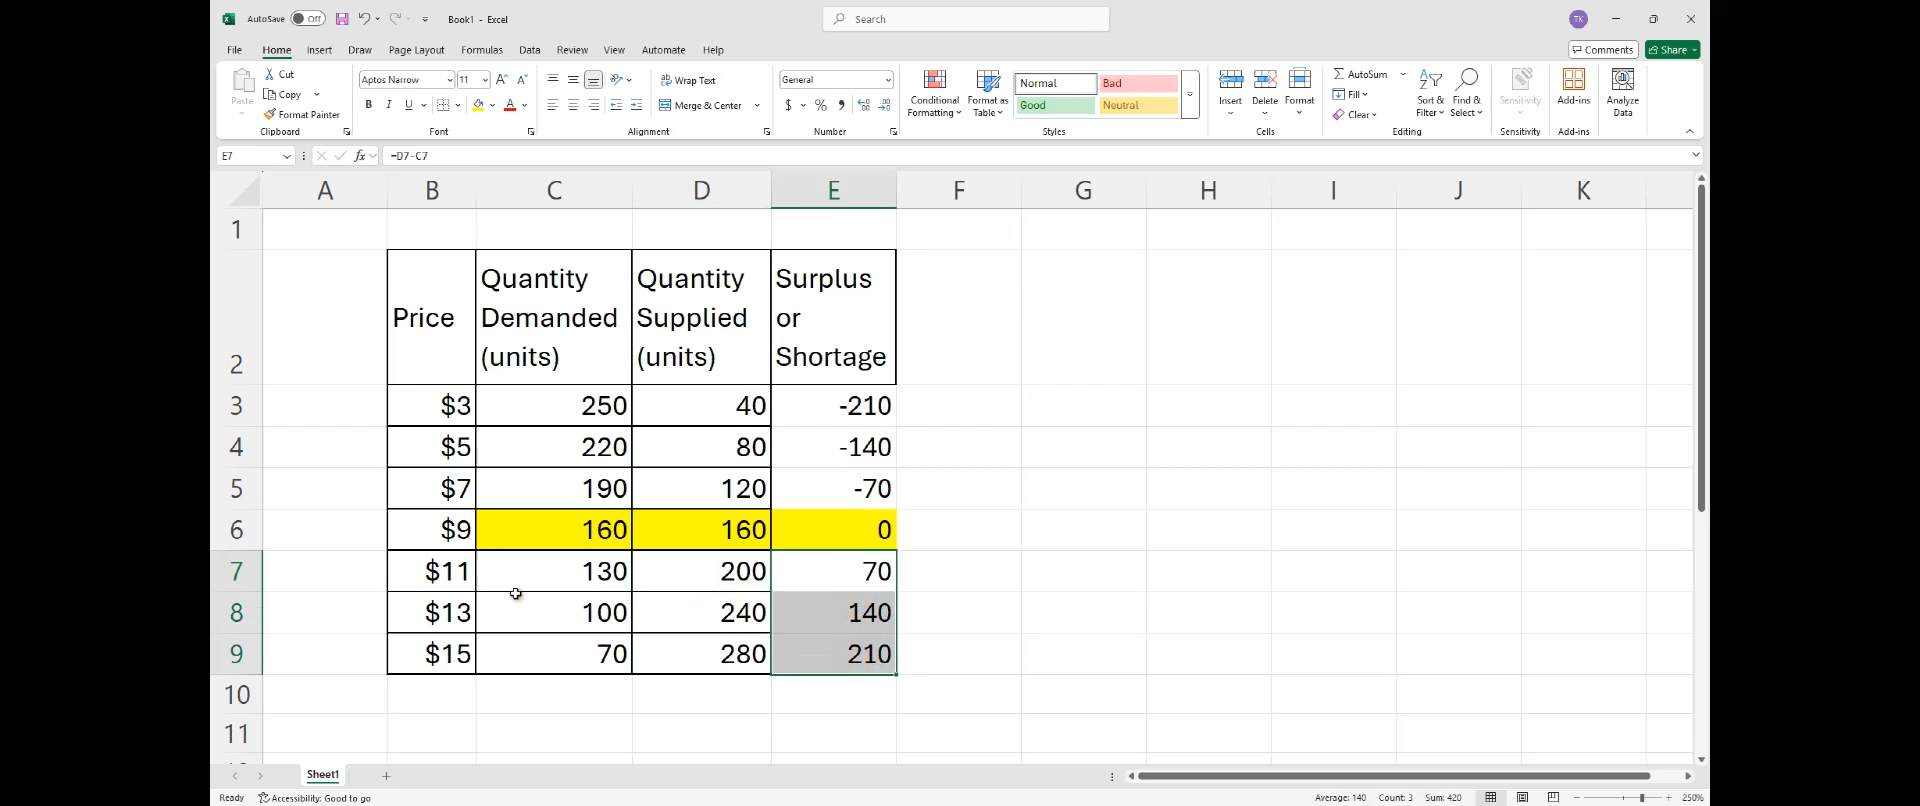 AutoSave Off Book1 - Excel Search TK
File Home Insert Draw Page Layout Formulas Data Review View Automate Help Comments Share
Paste Cut Copy Format Painter Clipboard
Aptos Narrow 11 A A B I U A Font
Wrap Text Merge & Center Alignment
General $ % Number
Conditional Formatting Format as Table Normal Bad Good Neutral Styles
Insert Delete Format Cells
AutoSum Fill Clear Sort & Filter Find & Select Editing
Sensitivity Sensitivity
Add-ins Add-ins
Analyze Data
E7 fx =D7-C7
A B C D E F G H I J K
1
2 Price Quantity Demanded (units) Quantity Supplied (units) Surplus or Shortage
3 $3 250 40 -210
4 $5 220 80 -140
5 $7 190 120 -70
6 $9 160 160 0
7 $11 130 200 70
8 $13 100 240 140
9 $15 70 280 210
10
11
Sheet1
Ready Accessibility: Good to go Average: 140 Count: 3 Sum: 420 250%